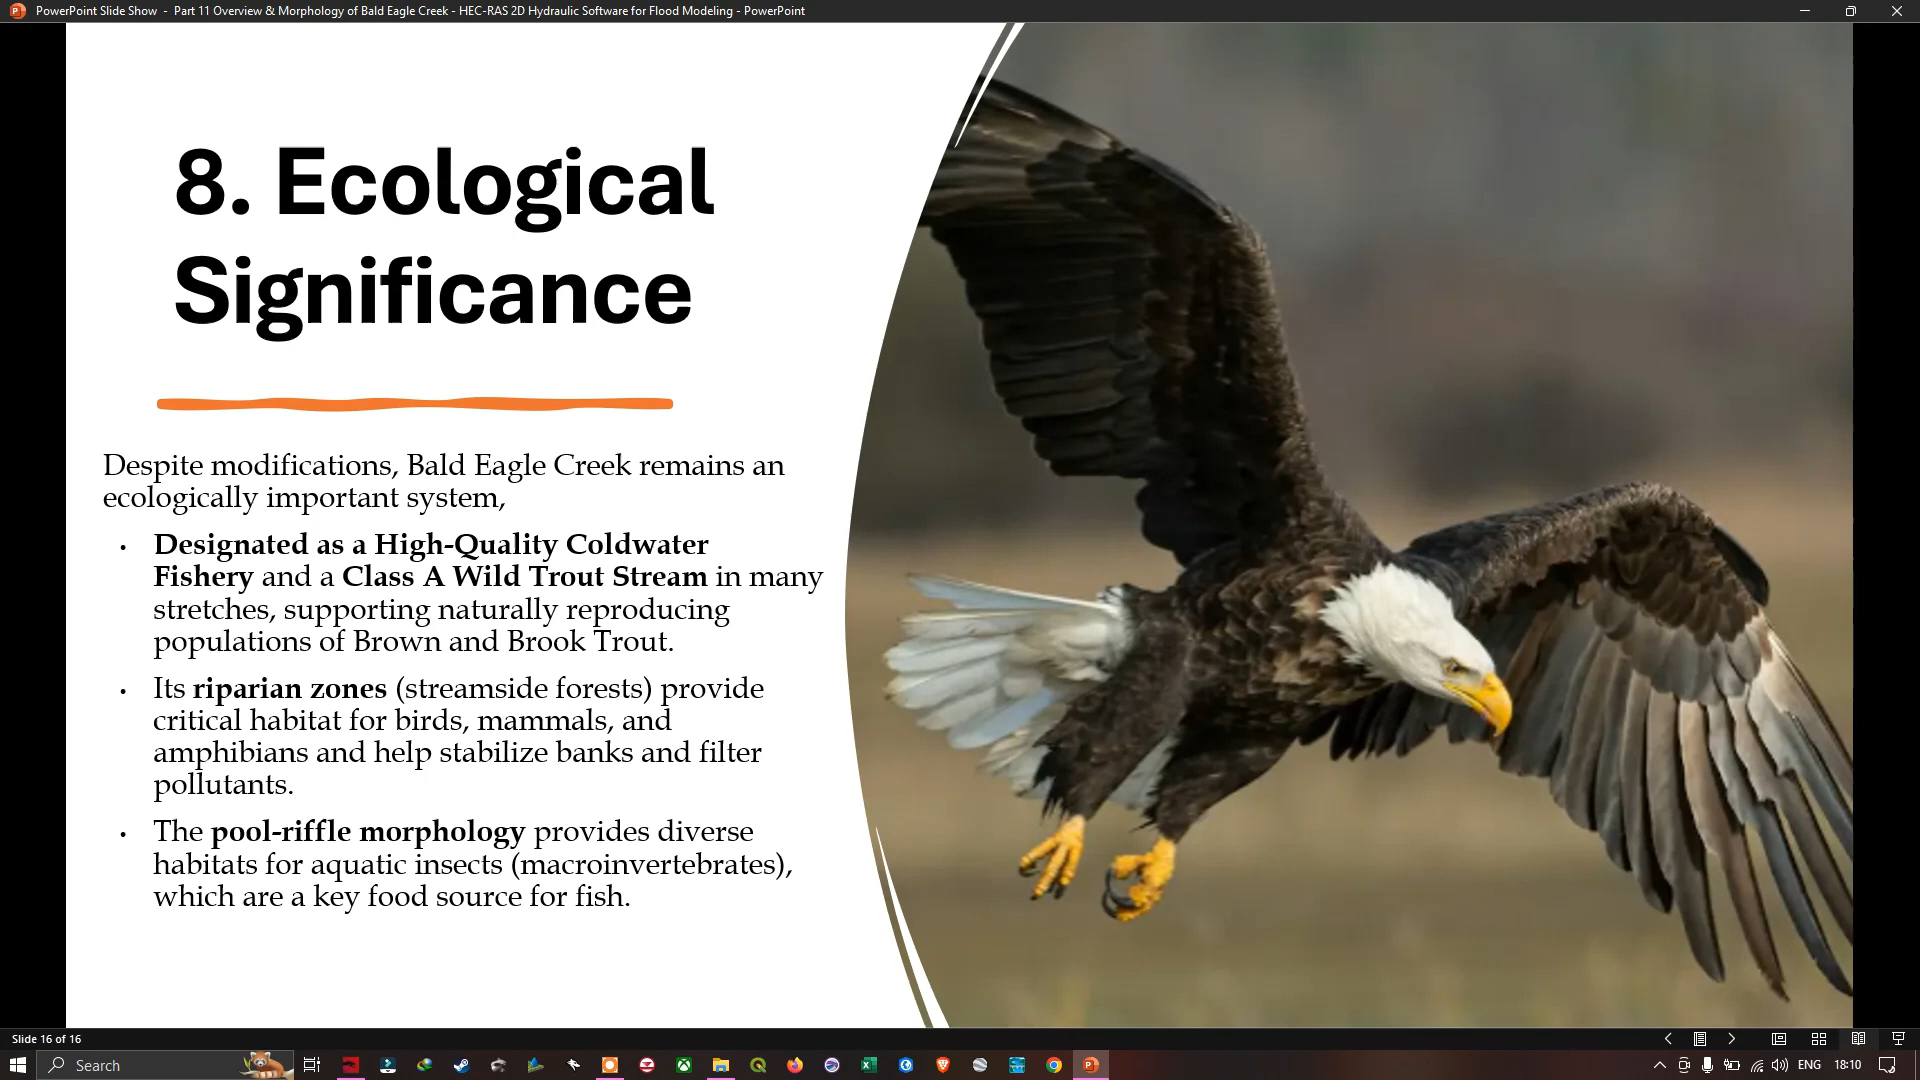 PowerPoint Slide Show - Part 11 Overview & Morphology of Bald Eagle Creek - HEC-RAS 2D Hydraulic Software for Flood Modeling - PowerPoint
8. Ecological
Significance
Despite modifications, Bald Eagle Creek remains an
ecologically important system,
• Designated as a High-Quality Coldwater
Fishery and a Class A Wild Trout Stream in many
stretches, supporting naturally reproducing
populations of Brown and Brook Trout.
• Its riparian zones (streamside forests) provide
critical habitat for birds, mammals, and
amphibians and help stabilize banks and filter
pollutants.
• The pool-riffle morphology provides diverse
habitats for aquatic insects (macroinvertebrates),
which are a key food source for fish.
Slide 16 of 16
Search
ENG
18:10